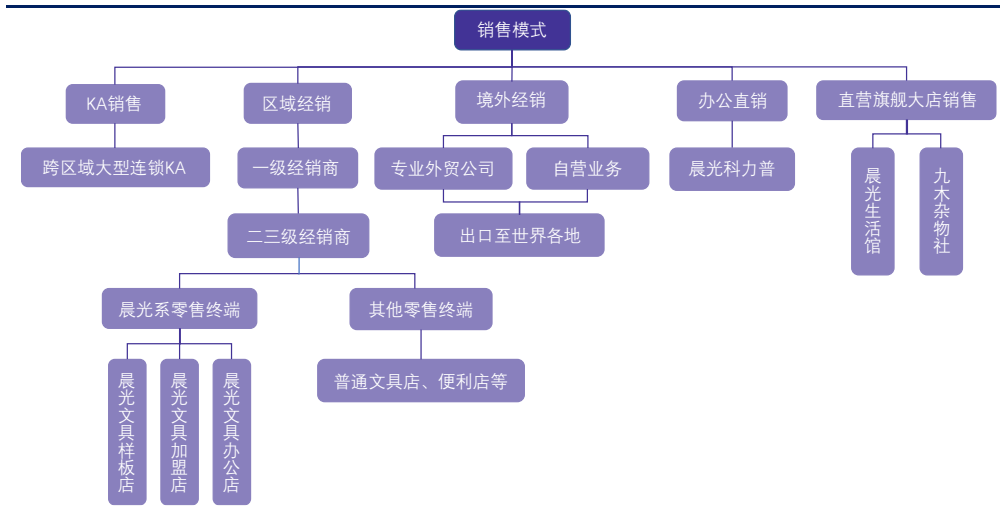 销售模式
KA销售
区域经销
境外经销
办公直销
直营旗舰大店销售
跨区域大型连锁KA
一级经销商
专业外贸公司
自营业务
晨光科力普
晨光生活馆
九木杂物社
二三级经销商
出口至世界各地
晨光系零售终端
其他零售终端
晨光文具样板店
晨光文具加盟店
晨光文具办公店
普通文具店、便利店等